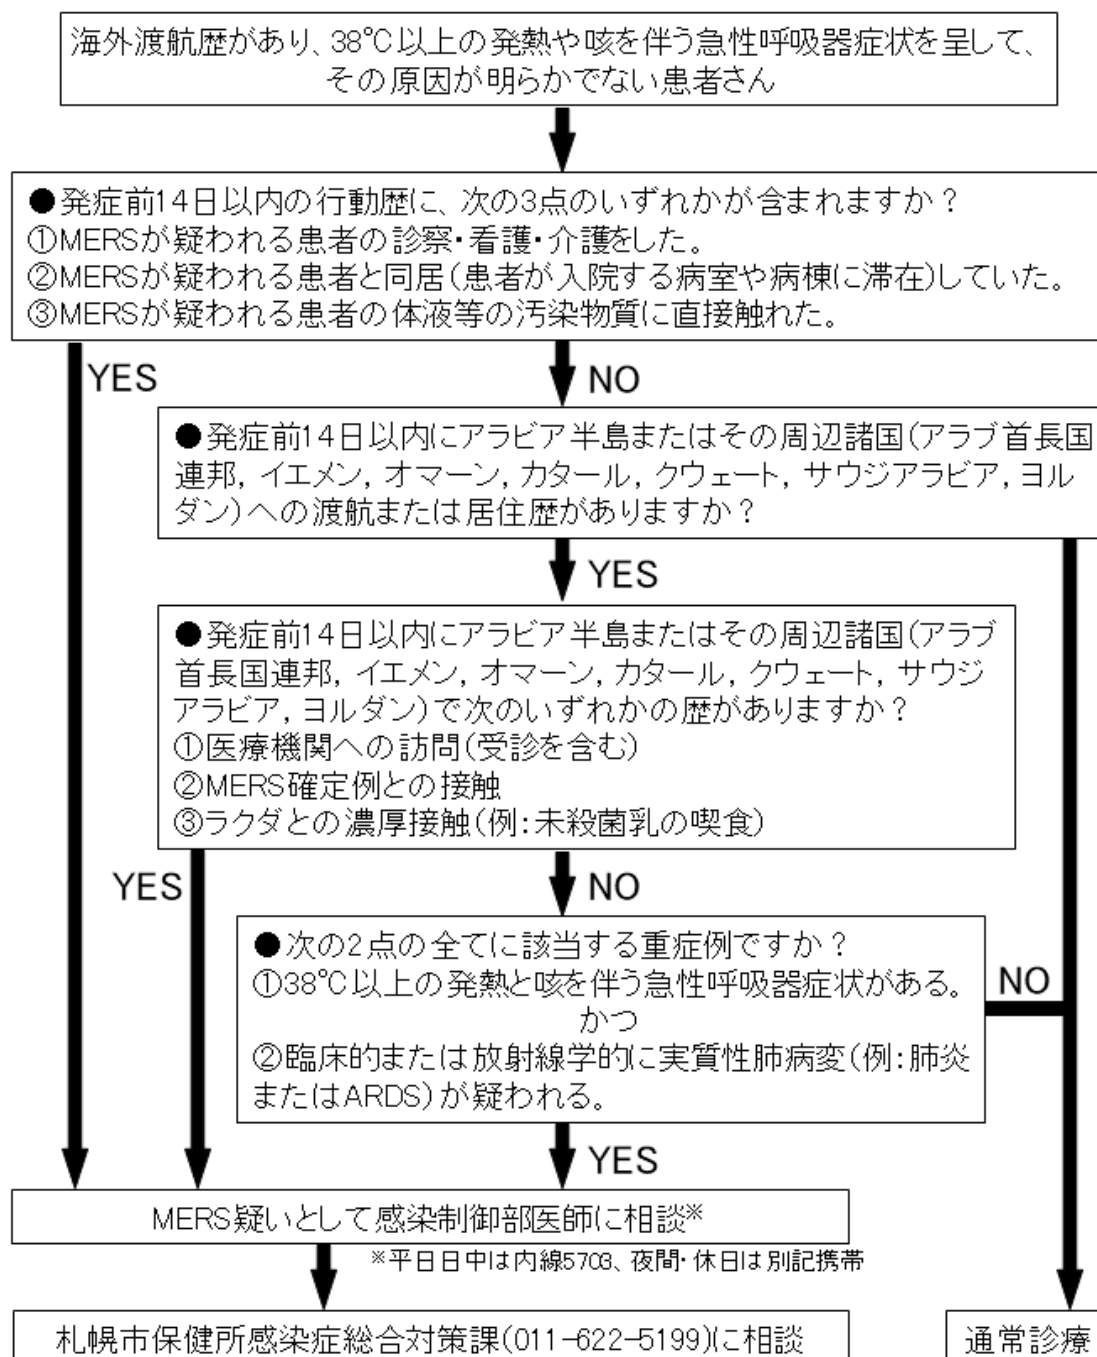 海外渡航歴があり、38℃以上の発熱や咳を伴う急性呼吸器症状を呈して、
その原因が明らかでない患者さん
●発症前14日以内の行動歴に、次の3点のいずれかが含まれますか？
①MERSが疑われる患者の診察・看護・介護をした。
②MERSが疑われる患者と同居(患者が入院する病室や病棟に滞在)していた。
③MERSが疑われる患者の体液等の汚染物質に直接触れた。
YES
NO
●発症前14日以内にアラビア半島またはその周辺諸国(アラブ首長国
連邦, イエメン, オマーン, カタール, クウェート, サウジアラビア, ヨル
ダン)への渡航または居住歴がありますか？
YES
●発症前14日以内にアラビア半島またはその周辺諸国(アラブ
首長国連邦, イエメン, オマーン, カタール, クウェート, サウジ
アラビア, ヨルダン)で次のいずれかの歴がありますか？
①医療機関への訪問(受診を含む)
②MERS確定例との接触
③ラクダとの濃厚接触(例：未殺菌乳の喫食)
YES
NO
●次の2点の全てに該当する重症例ですか？
①38℃以上の発熱と咳を伴う急性呼吸器症状がある。
かつ
②臨床的または放射線学的に実質性肺病変(例：肺炎
またはARDS)が疑われる。
NO
YES
MERS疑いとして感染制御部医師に相談※
※平日日中は内線5703、夜間・休日は別記携帯
札幌市保健所感染症総合対策課(011-622-5199)に相談
通常診療